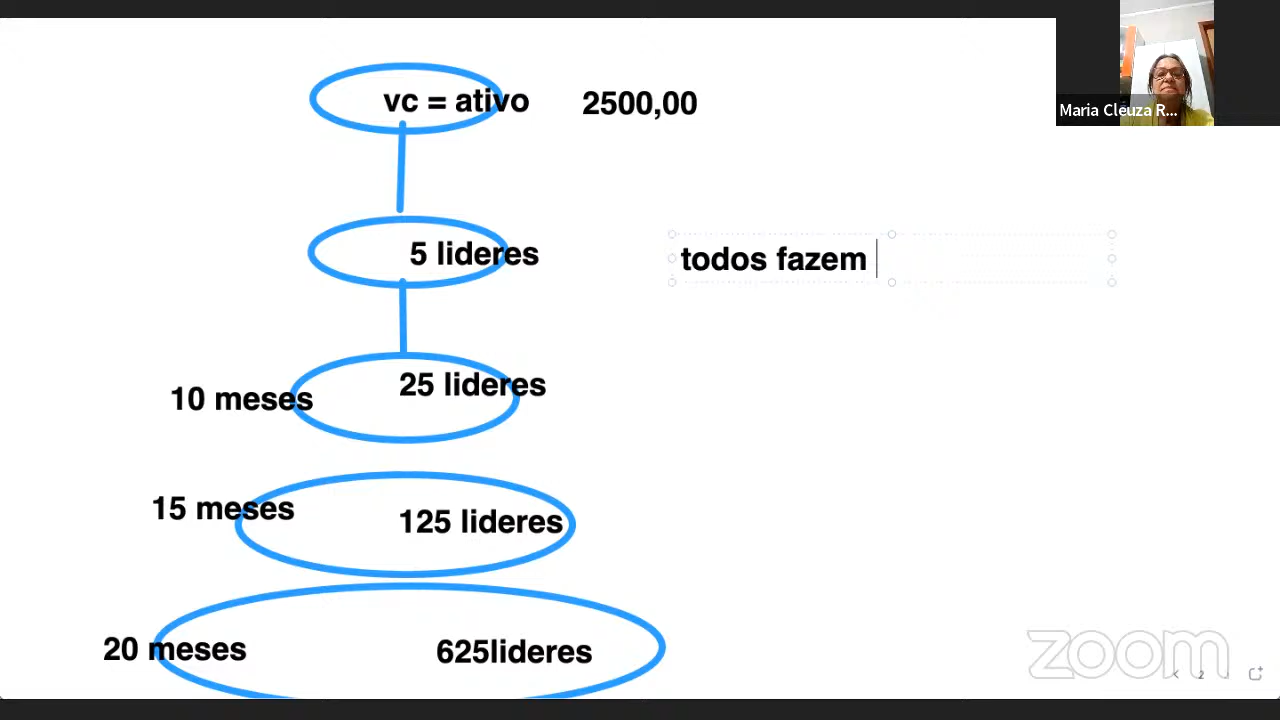 vc = ativo 2500,00
Maria Cleuza R...
5 lideres
todos fazem
25 lideres
10 meses
15 meses
125 lideres
20 meses
625lideres
zoom
2